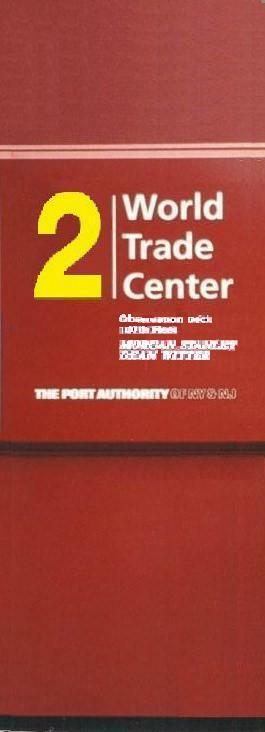 2
World
Trade
Center
Observation Deck
107th Floor
MORGAN STANLEY
DEAN WITTER
THE PORT AUTHORITY OF NY & NJ